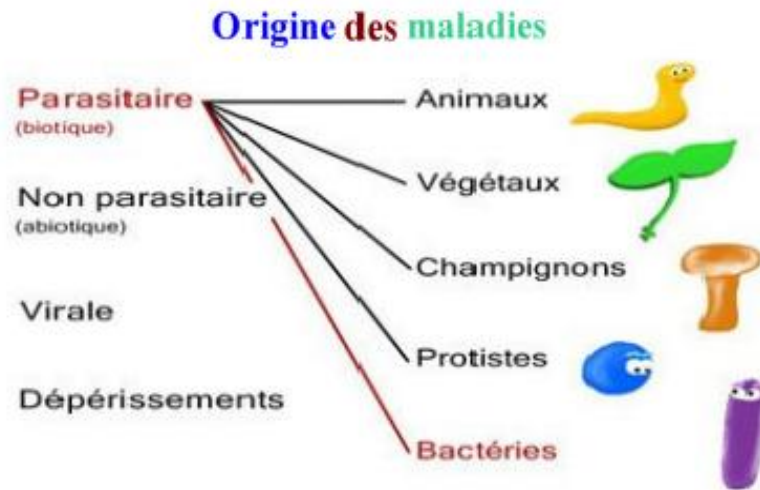 Origine des maladies
Parasitaire
(biotique)
Non parasitaire
(abiotique)
Virale
Dépérissements
Animaux
Végétaux
Champignons
Protistes
Bactéries